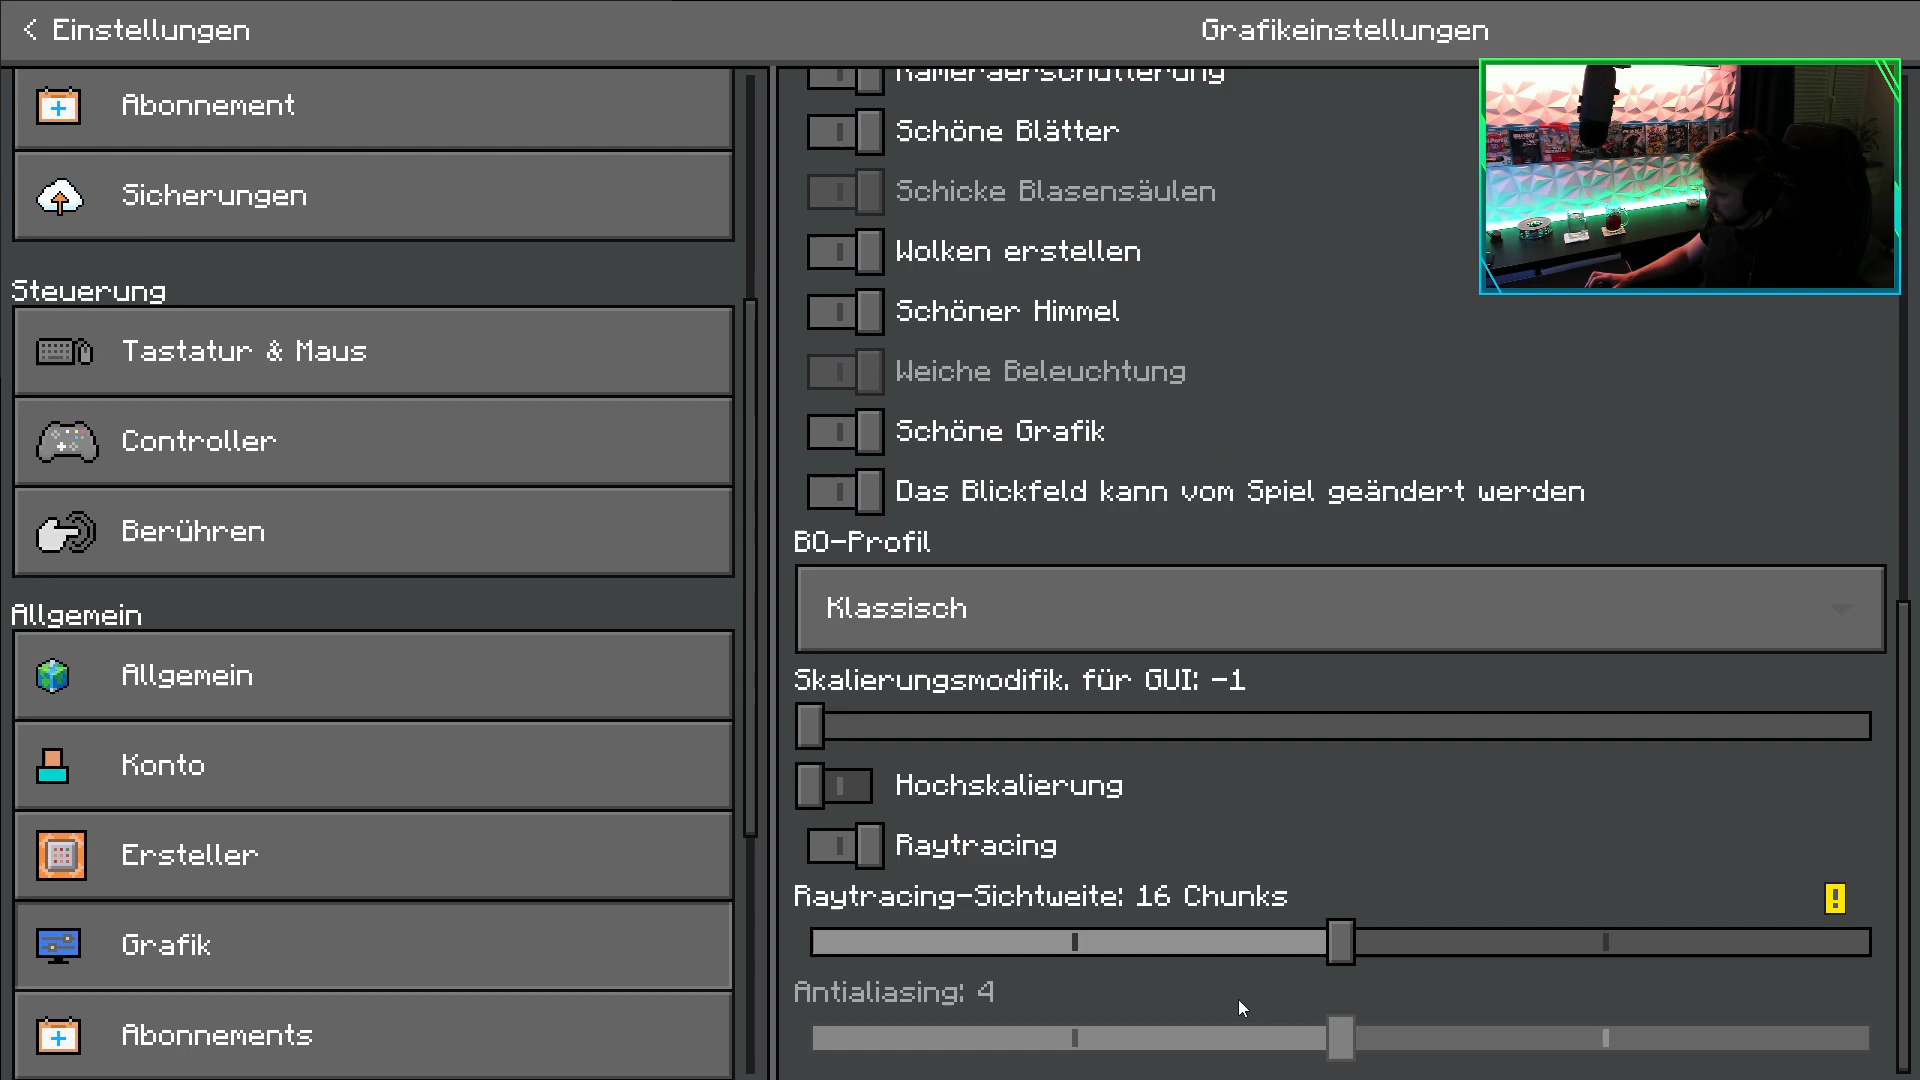 Einstellungen
Grafikeinstellungen
Abonnement
Sicherungen
Steuerung
Tastatur & Maus
Controller
Berühren
Allgemein
Allgemein
Konto
Ersteller
Grafik
Abonnements
Kameraerschütterung
Schöne Blätter
Schicke Blasensäulen
Wolken erstellen
Schöner Himmel
Weiche Beleuchtung
Schöne Grafik
Das Blickfeld kann vom Spiel geändert werden
BO-Profil
Klassisch
Skalierungsmodifik. für GUI: -1
Hochskalierung
Raytracing
Raytracing-Sichtweite: 16 Chunks
Antialiasing: 4